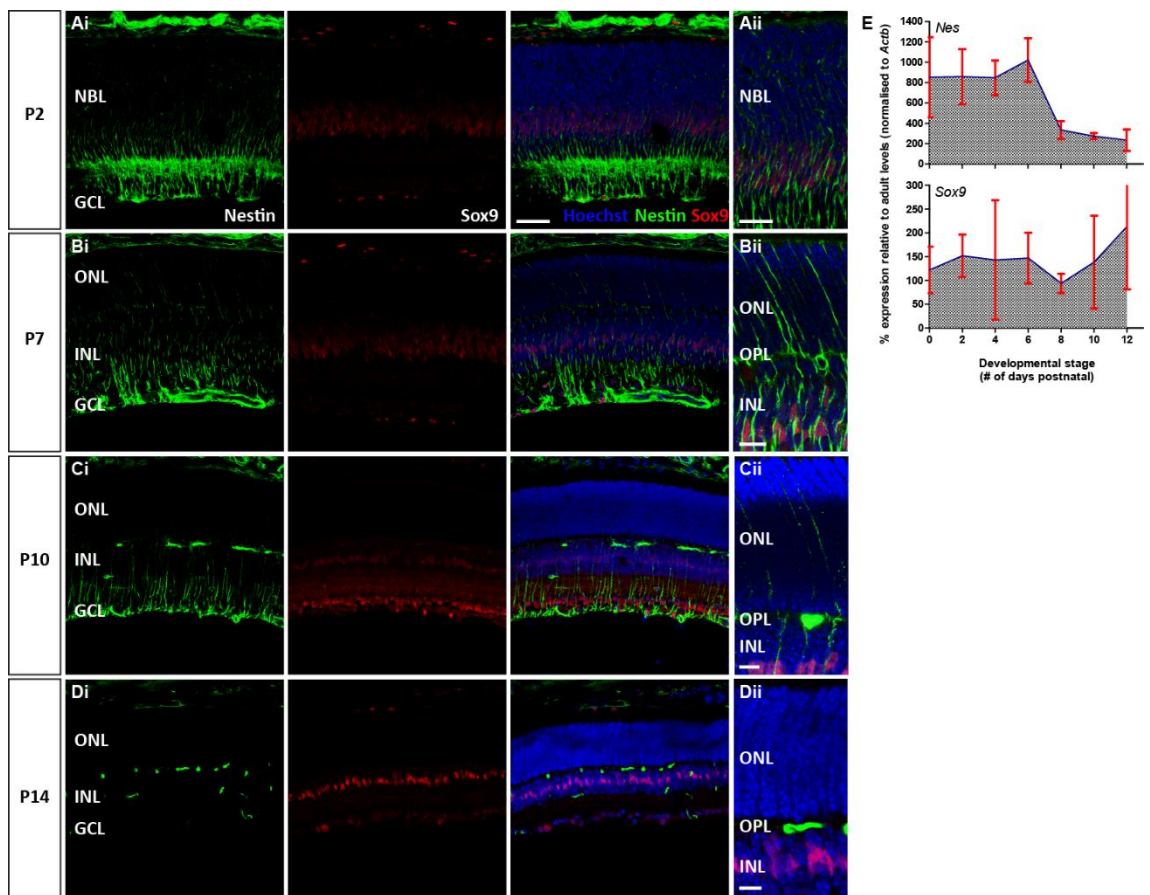 P2
Ai
NBL
GCL
Nestin
Sox9
Hoechst Nestin Sox9
Aii
NBL
P7
Bi
ONL
INL
GCL
Bii
ONL
OPL
INL
P10
Ci
ONL
INL
GCL
Cii
ONL
OPL
INL
P14
Di
ONL
INL
GCL
Dii
ONL
OPL
INL
E
% expression relative to adult levels (normalised to Actb)
Nes
1400
1200
1000
800
600
400
200
0
Sox9
300
250
200
150
100
50
0
0 2 4 6 8 10 12
Developmental stage
(# of days postnatal)